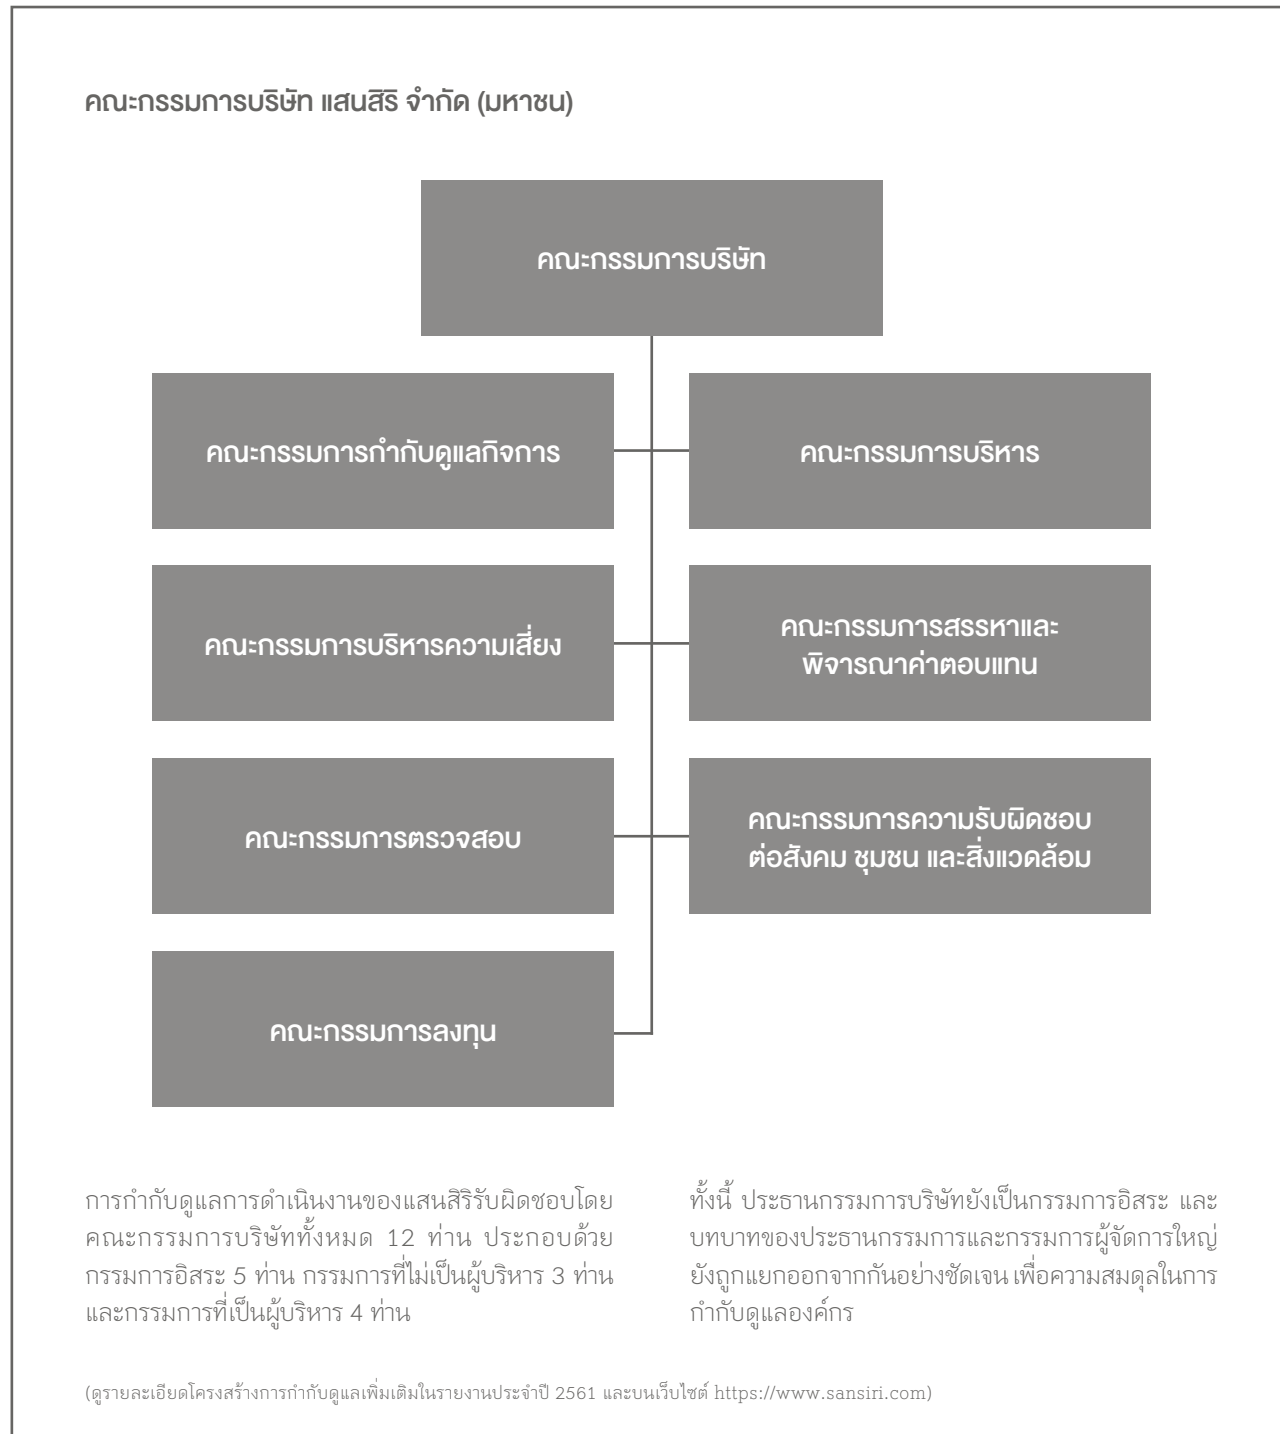 คณะกรรมการบริษัท แสนสิริ จำกัด (มหาชน)
คณะกรรมการบริษัท
คณะกรรมการกำกับดูแลกิจการ
คณะกรรมการบริหาร
คณะกรรมการบริหารความเสี่ยง
คณะกรรมการสรรหาและ
พิจารณาค่าตอบแทน
คณะกรรมการตรวจสอบ
คณะกรรมการความรับผิดชอบ
ต่อสังคม ชุมชน และสิ่งแวดล้อม
คณะกรรมการลงทุน
การกำกับดูแลการดำเนินงานของแสนสิริรับผิดชอบโดย
คณะกรรมการบริษัททั้งหมด 12 ท่าน ประกอบด้วย
กรรมการอิสระ 5 ท่าน กรรมการที่ไม่เป็นผู้บริหาร 3 ท่าน
และกรรมการที่เป็นผู้บริหาร 4 ท่าน
ทั้งนี้ ประธานกรรมการบริษัทยังเป็นกรรมการอิสระ และ
บทบาทของประธานกรรมการและกรรมการผู้จัดการใหญ่
ยังถูกแยกออกจากกันอย่างชัดเจน เพื่อความสมดุลในการ
กำกับดูแลองค์กร
(ดูรายละเอียดโครงสร้างการกำกับดูแลเพิ่มเติมในรายงานประจำปี 2561 และบนเว็บไซต์ https://www.sansiri.com)